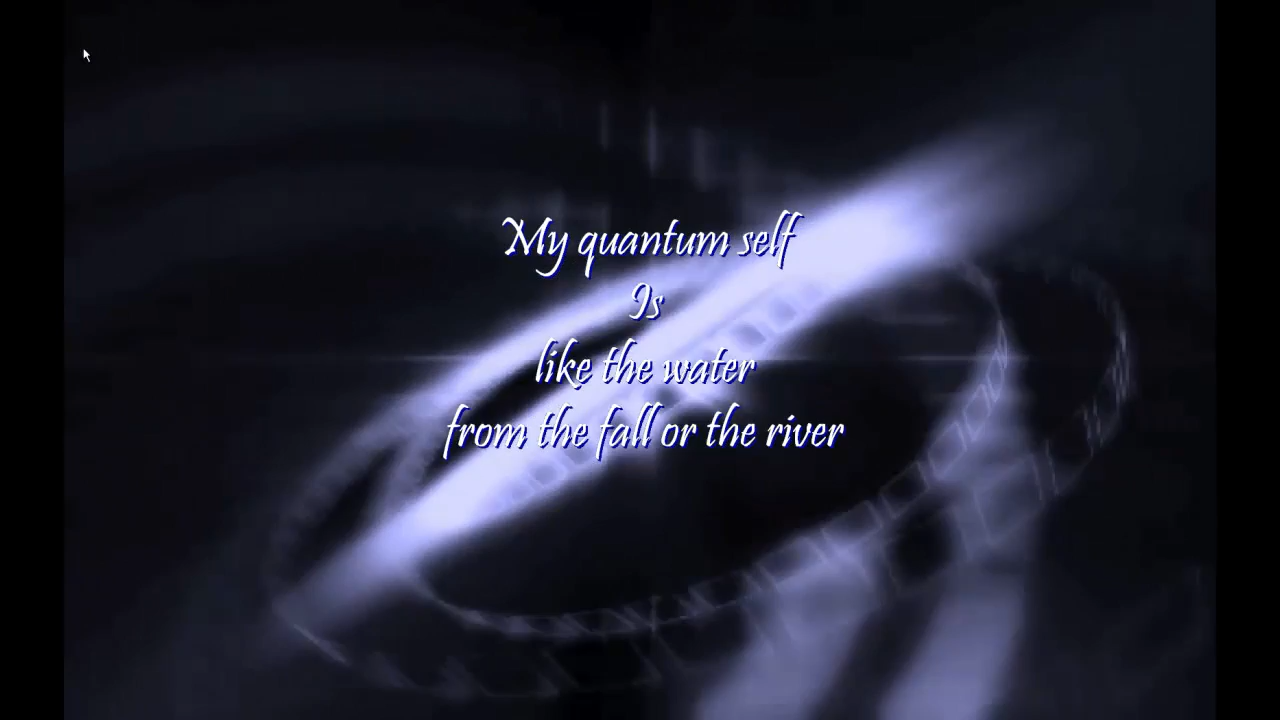 My quantum self
Is
like the water
from the fall or the river